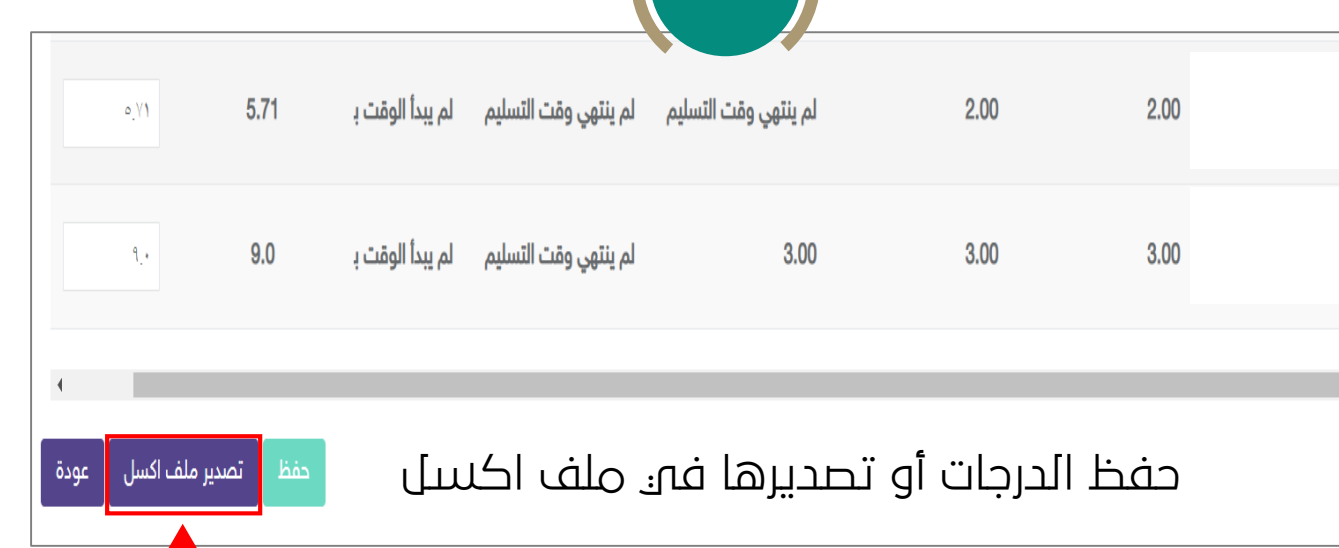 2.00 2.00 لم ينتهي وقت التسليم لم ينتهي وقت التسليم لم يبدأ الوقت بـ 5.71 ٥.٧١
3.00 3.00 3.00 لم ينتهي وقت التسليم لم يبدأ الوقت بـ 9.0 ٩.٠
حفظ الدرجات أو تصديرها في ملف اكسل
حفظ تصدير ملف اكسل عودة